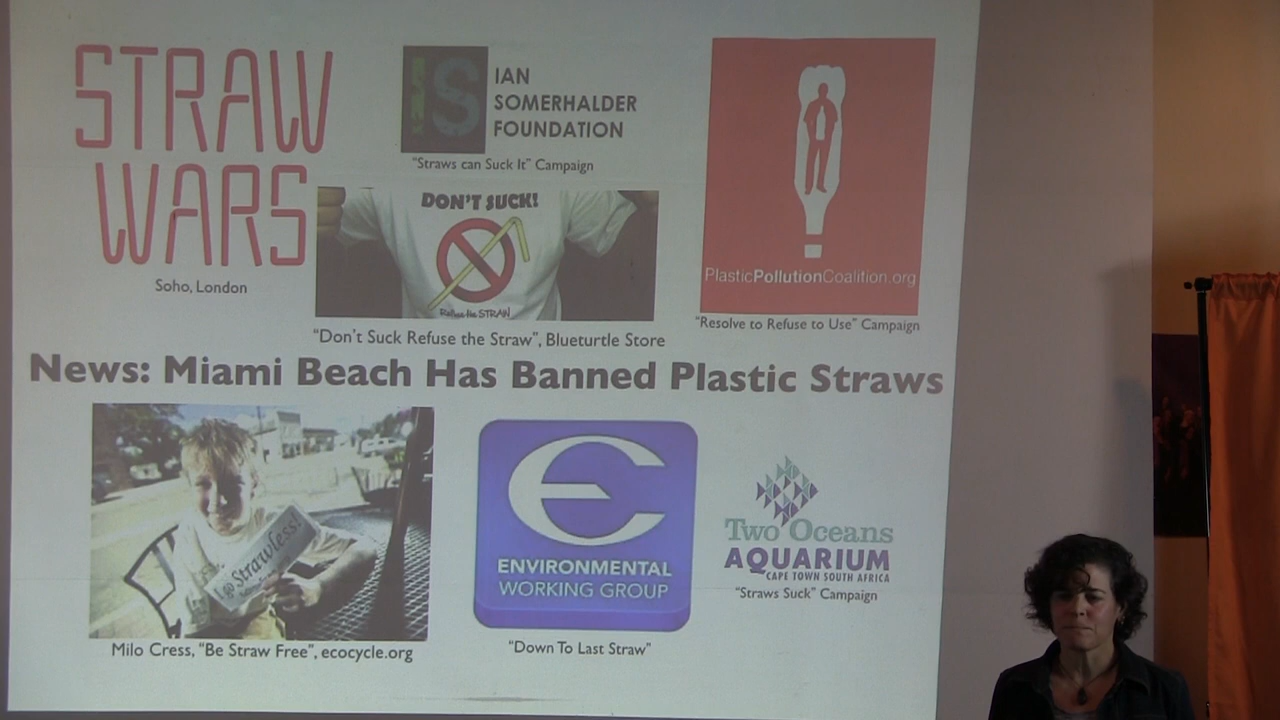 STRAW
WARS
Soho, London
IS
IAN
SOMERHALDER
FOUNDATION
"Straws can Suck It" Campaign
DON'T SUCK!
Refuse the STRAW
"Don't Suck Refuse the Straw", Blueturtle Store
PlasticPollutionCoalition.org
"Resolve to Refuse to Use" Campaign
News: Miami Beach Has Banned Plastic Straws
Strawless!
Milo Cress, "Be Straw Free", ecocycle.org
ENVIRONMENTAL
WORKING GROUP
"Down To Last Straw"
Two Oceans
AQUARIUM
CAPE TOWN SOUTH AFRICA
"Straws Suck" Campaign